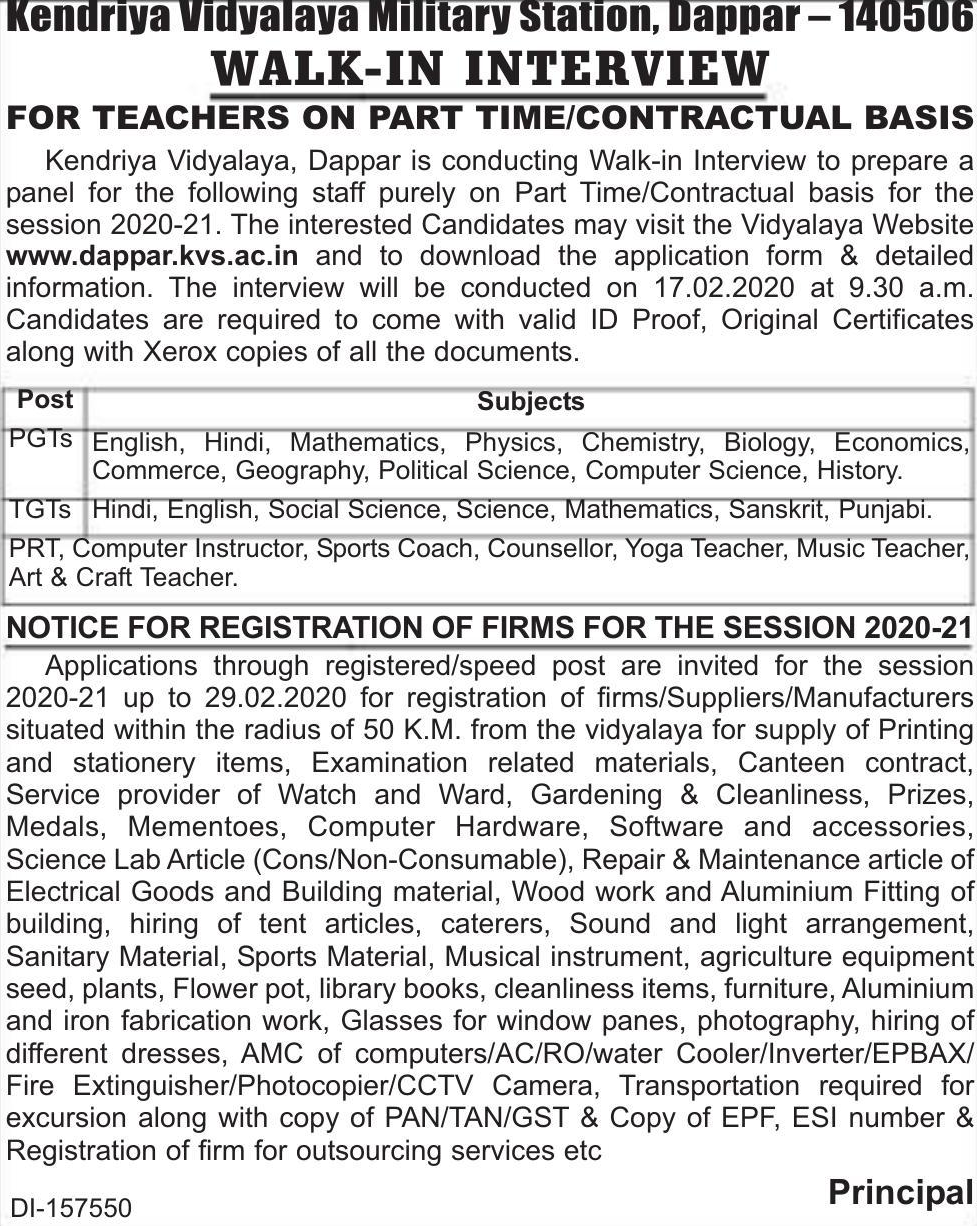 Kendriya Vidyalaya Military Station, Dappar – 140506
WALK-IN INTERVIEW
FOR TEACHERS ON PART TIME/CONTRACTUAL BASIS
Kendriya Vidyalaya, Dappar is conducting Walk-in Interview to prepare a
panel for the following staff purely on Part Time/Contractual basis for the
session 2020-21. The interested Candidates may visit the Vidyalaya Website
www.dappar.kvs.ac.in and to download the application form & detailed
information. The interview will be conducted on 17.02.2020 at 9.30 a.m.
Candidates are required to come with valid ID Proof, Original Certificates
along with Xerox copies of all the documents.
Post Subjects
PGTs English, Hindi, Mathematics, Physics, Chemistry, Biology, Economics,
Commerce, Geography, Political Science, Computer Science, History.
TGTs Hindi, English, Social Science, Science, Mathematics, Sanskrit, Punjabi.
PRT, Computer Instructor, Sports Coach, Counsellor, Yoga Teacher, Music Teacher,
Art & Craft Teacher.
NOTICE FOR REGISTRATION OF FIRMS FOR THE SESSION 2020-21
Applications through registered/speed post are invited for the session
2020-21 up to 29.02.2020 for registration of firms/Suppliers/Manufacturers
situated within the radius of 50 K.M. from the vidyalaya for supply of Printing
and stationery items, Examination related materials, Canteen contract,
Service provider of Watch and Ward, Gardening & Cleanliness, Prizes,
Medals, Mementoes, Computer Hardware, Software and accessories,
Science Lab Article (Cons/Non-Consumable), Repair & Maintenance article of
Electrical Goods and Building material, Wood work and Aluminium Fitting of
building, hiring of tent articles, caterers, Sound and light arrangement,
Sanitary Material, Sports Material, Musical instrument, agriculture equipment
seed, plants, Flower pot, library books, cleanliness items, furniture, Aluminium
and iron fabrication work, Glasses for window panes, photography, hiring of
different dresses, AMC of computers/AC/RO/water Cooler/Inverter/EPBAX/
Fire Extinguisher/Photocopier/CCTV Camera, Transportation required for
excursion along with copy of PAN/TAN/GST & Copy of EPF, ESI number &
Registration of firm for outsourcing services etc
Principal
DI-157550